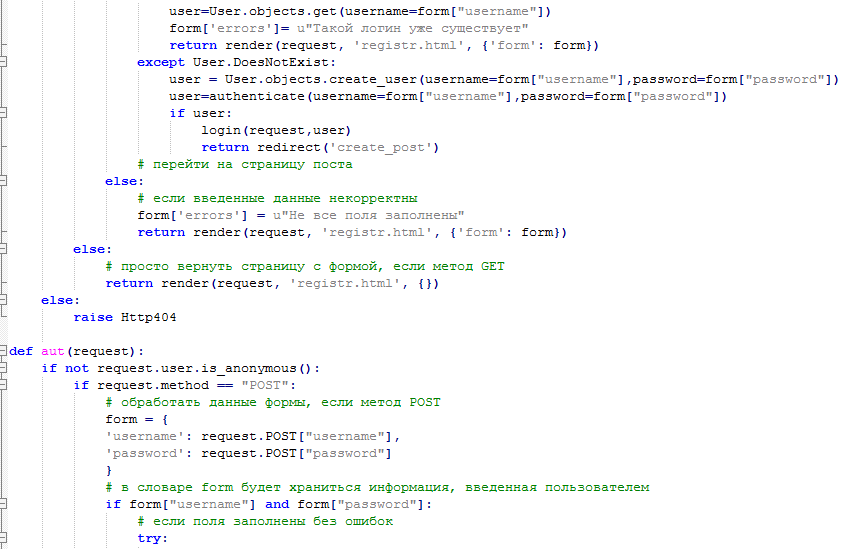 user=User.objects.get(username=form["username"])
form['errors']= u"Такой логин уже существует"
return render(request, 'registr.html', {'form': form})
except User.DoesNotExist:
user = User.objects.create_user(username=form["username"],password=form["password"])
user=authenticate(username=form["username"],password=form["password"])
if user:
login(request,user)
return redirect('create_post')
# перейти на страницу поста
else:
# если введенные данные некорректны
form['errors'] = u"Не все поля заполнены"
return render(request, 'registr.html', {'form': form})
else:
# просто вернуть страницу с формой, если метод GET
return render(request, 'registr.html', {})
else:
raise Http404
def aut(request):
if not request.user.is_anonymous():
if request.method == "POST":
# обработать данные формы, если метод POST
form = {
'username': request.POST["username"],
'password': request.POST["password"]
}
# в словаре form будет храниться информация, введенная пользователем
if form["username"] and form["password"]:
# если поля заполнены без ошибок
try: